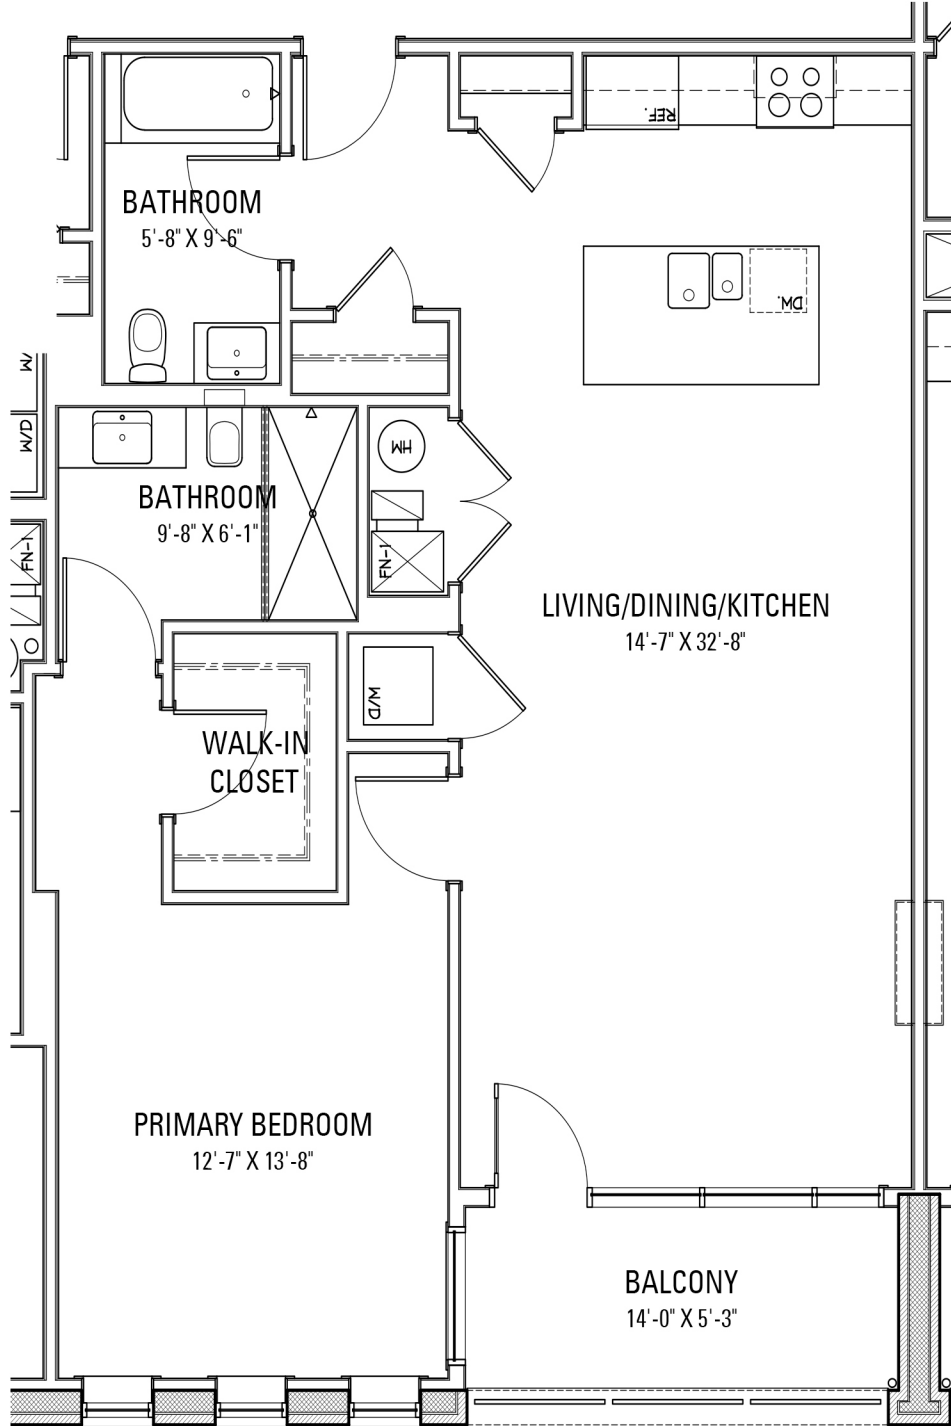 REF.
BATHROOM
5'-8" X 9'-6"
DW.
W/
W/D
HM
BATHROOM
9'-8" X 6'-1"
FN-1
FN-1
LIVING/DINING/KITCHEN
14'-7" X 32'-8"
W/D
WALK-IN
CLOSET
PRIMARY BEDROOM
12'-7" X 13'-8"
BALCONY
14'-0" X 5'-3"